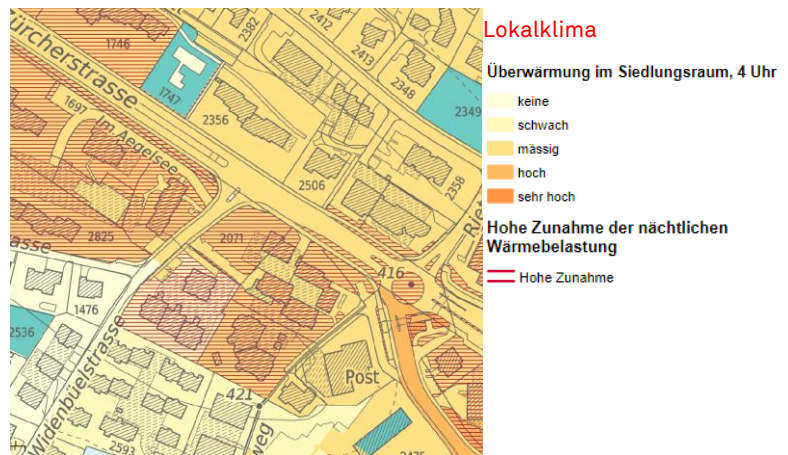 Lokalklima
Überwärmung im Siedlungsraum, 4 Uhr
keine
schwach
mässig
hoch
sehr hoch
Hohe Zunahme der nächtlichen
Wärmebelastung
Hohe Zunahme
1746
2382
2412
2413
2348
2349
1747
2356
1697
Im Aegelsee
2506
2358
2825
2071
416
1476
2536
Widenbüelstrasse
Post
421
2593